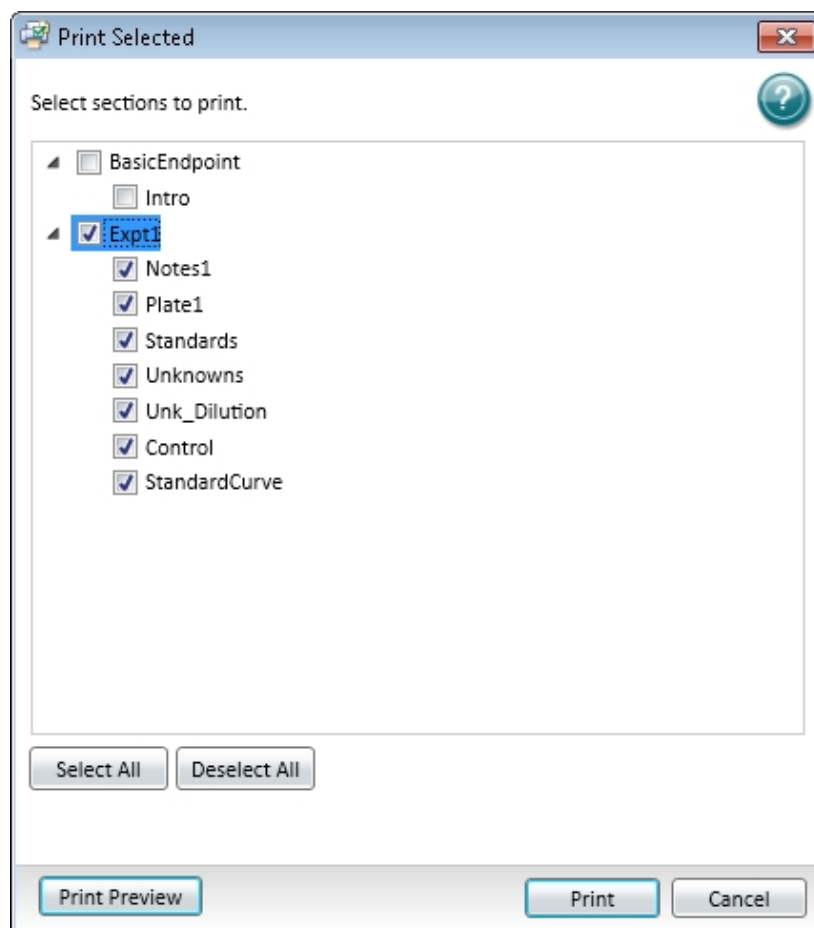 Print Selected
Select sections to print.
?
BasicEndpoint
Intro
Expt1
Notes1
Plate1
Standards
Unknowns
Unk_Dilution
Control
StandardCurve
Select All Deselect All
Print Preview Print Cancel